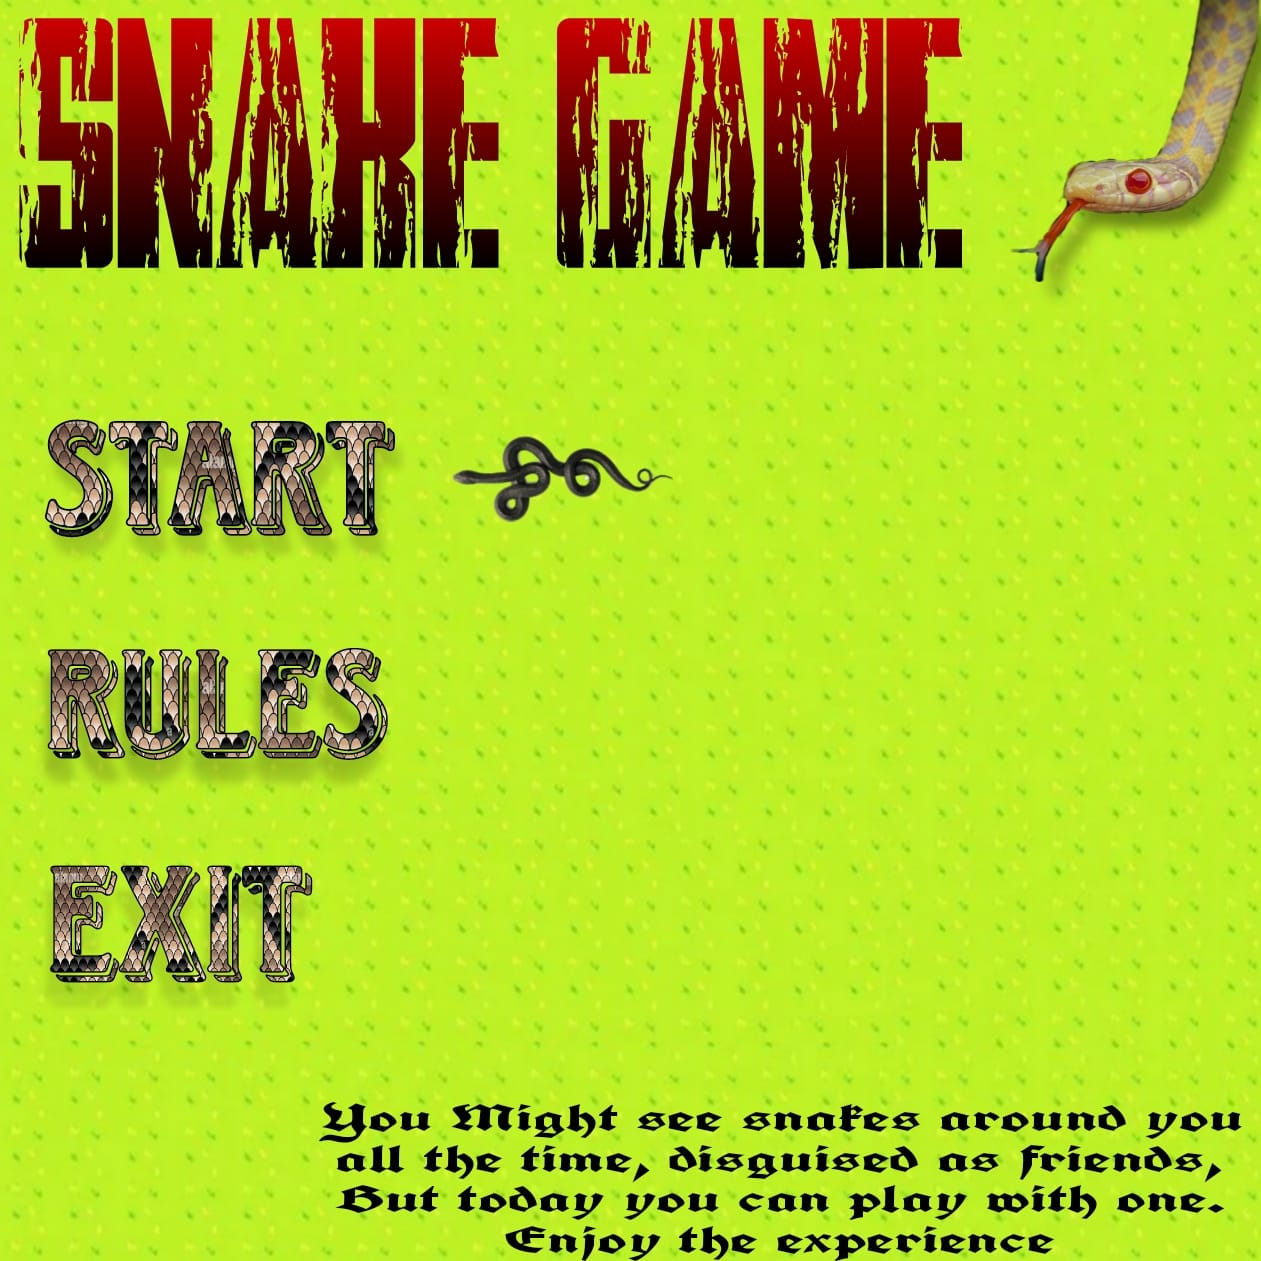 SNAKE GAME
START
RULES
EXIT
You Might see snakes around you
all the time, disguised as friends,
But today you can play with one.
Enjoy the experience